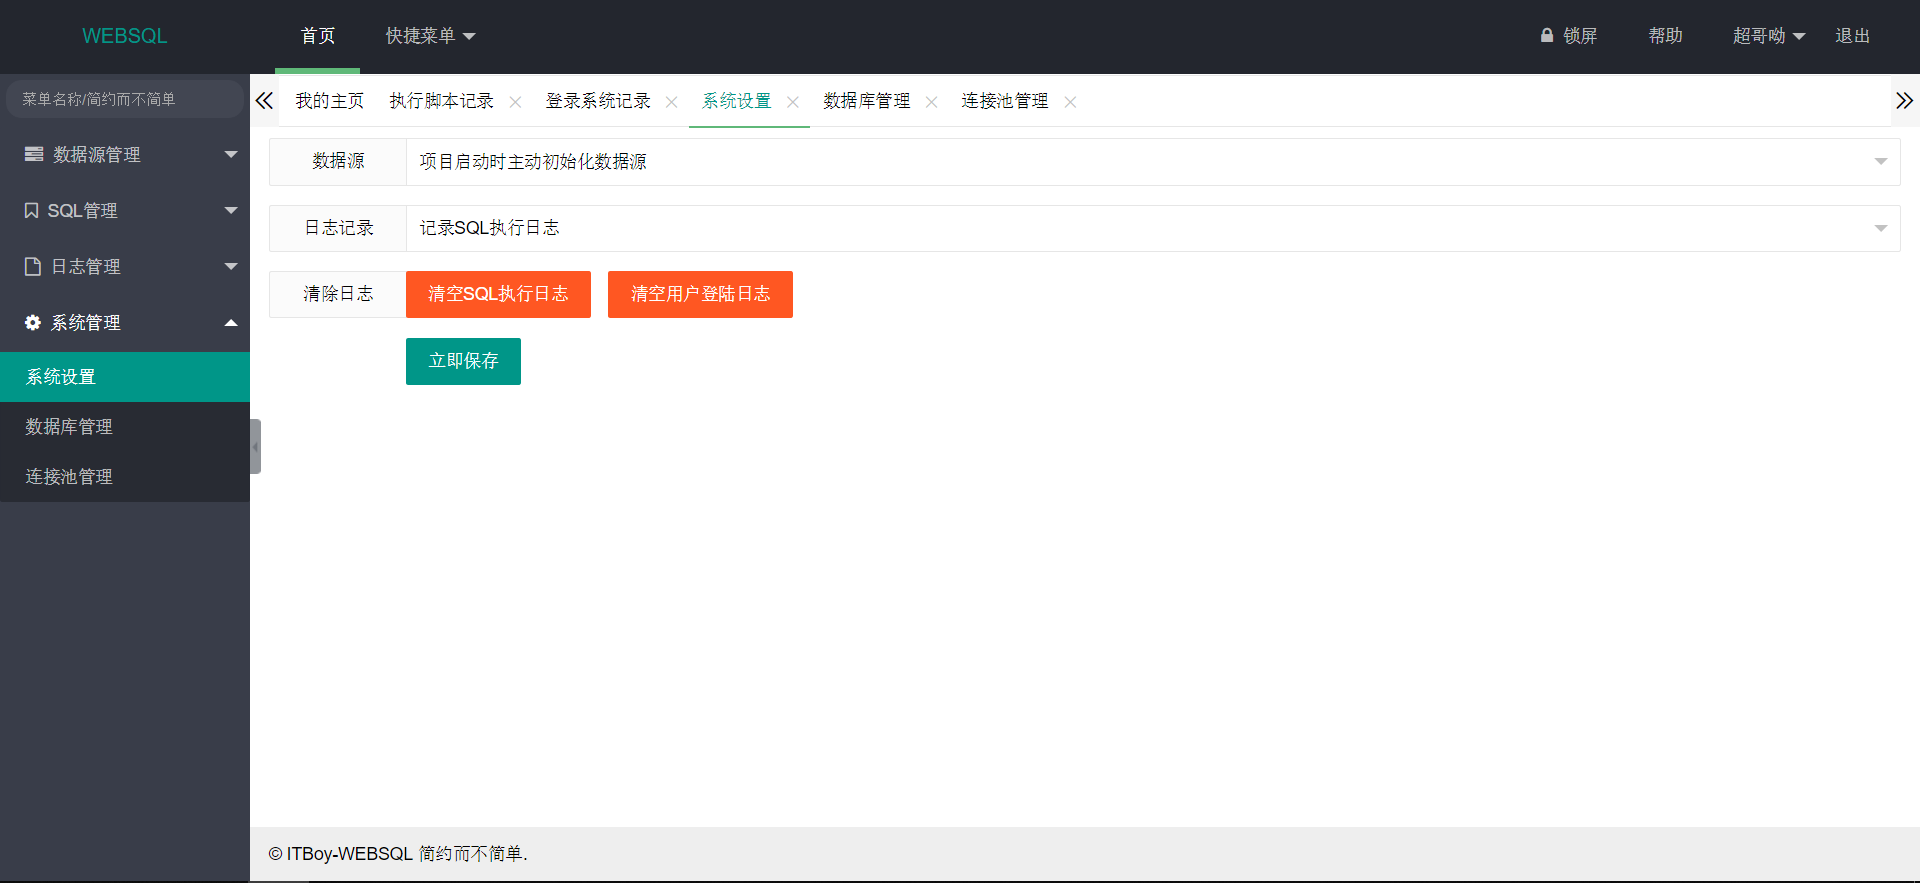 WEBSQL 首页 快捷菜单 锁屏 帮助 超哥呦 退出
菜单名称/简约而不简单
数据源管理
SQL管理
日志管理
系统管理
系统设置
数据库管理
连接池管理
我的主页 执行脚本记录 登录系统记录 系统设置 数据库管理 连接池管理
数据源 项目启动时主动初始化数据源
日志记录 记录SQL执行日志
清除日志 清空SQL执行日志 清空用户登陆日志
立即保存
© ITBoy-WEBSQL 简约而不简单.